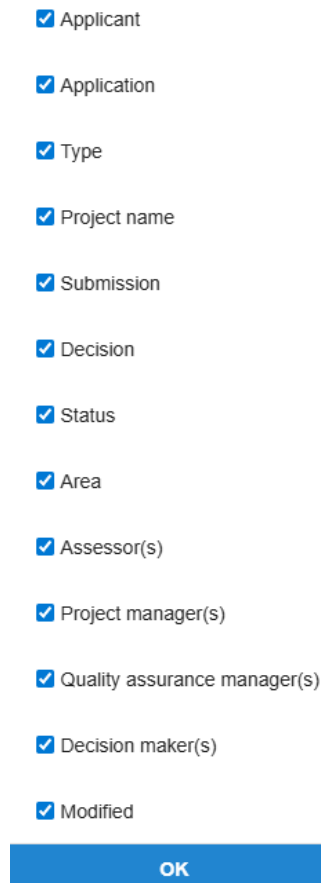 Applicant
Application
Type
Project name
Submission
Decision
Status
Area
Assessor(s)
Project manager(s)
Quality assurance manager(s)
Decision maker(s)
Modified
OK